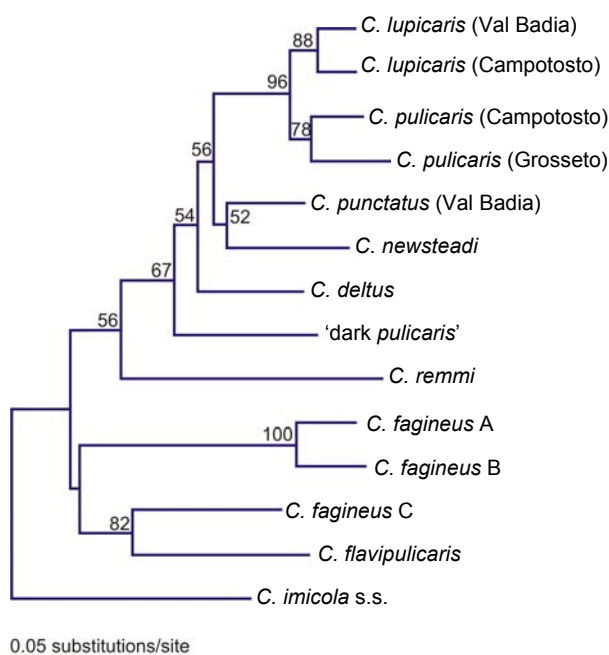 88
C. lupicaris (Val Badia)
C. lupicaris (Campotosto)
96
C. pulicaris (Campotosto)
78
C. pulicaris (Grosseto)
56
C. punctatus (Val Badia)
52
54
C. newsteadi
67
C. deltus
56
‘dark pulicaris’
C. remmi
C. fagineus A
100
C. fagineus B
C. fagineus C
82
C. flavipulicaris
C. imicola s.s.
0.05 substitutions/site